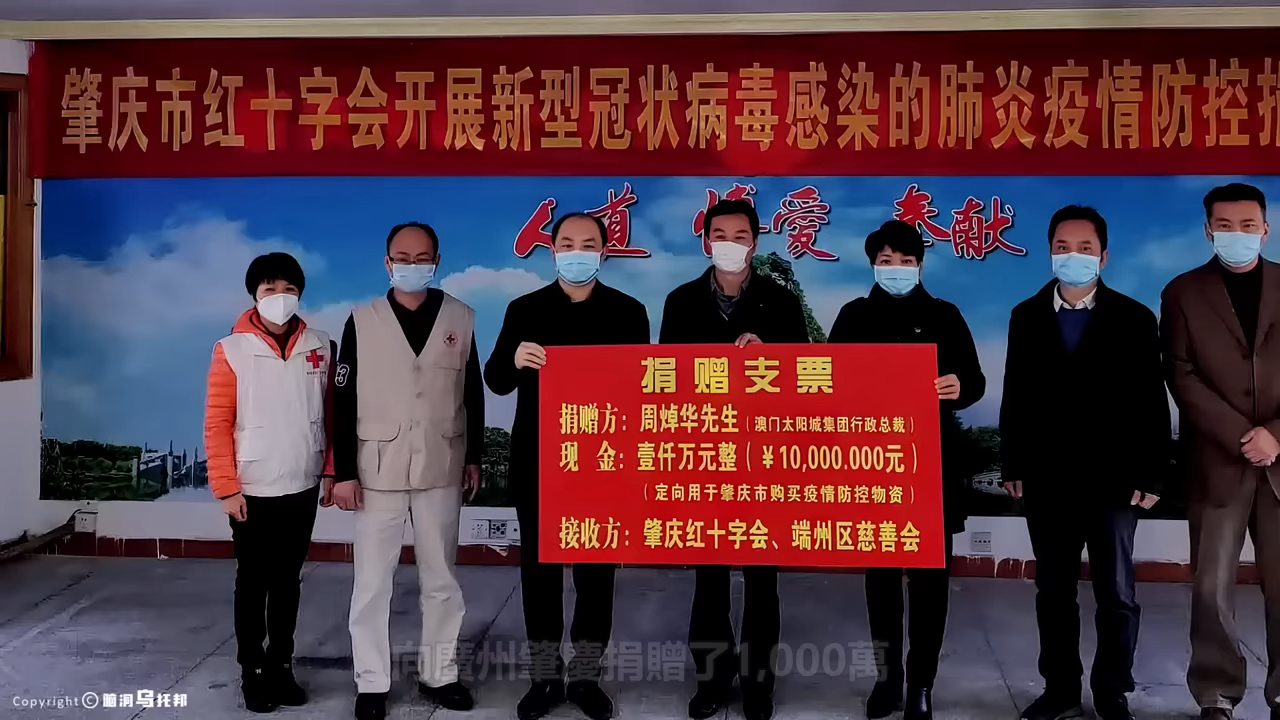 肇庆市红十字会开展新型冠状病毒感染的肺炎疫情防控
人道 博爱 奉献
捐赠支票
捐赠方：周焯华先生（澳门太阳城集团行政总裁）
现 金：壹仟万元整（￥10,000.000元）
（定向用于肇庆市购买疫情防控物资）
接收方：肇庆红十字会、端州区慈善会
向廣州肇慶捐贈了1,000萬
Copyright © 脑洞乌托邦